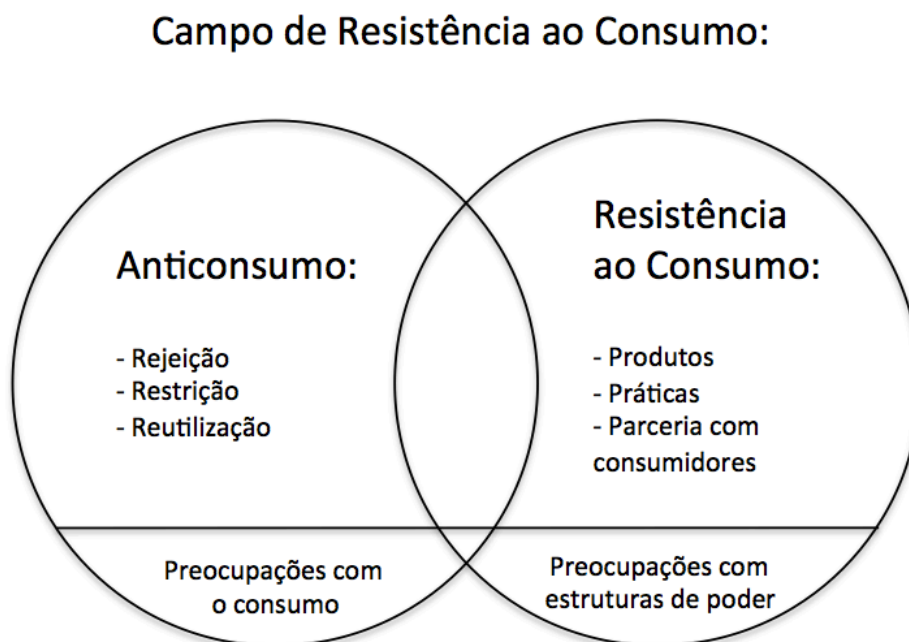 Campo de Resistência ao Consumo:
Anticonsumo:
- Rejeição
- Restrição
- Reutilização
Resistência
ao Consumo:
- Produtos
- Práticas
- Parceria com
consumidores
Preocupações com
o consumo
Preocupações com
estruturas de poder